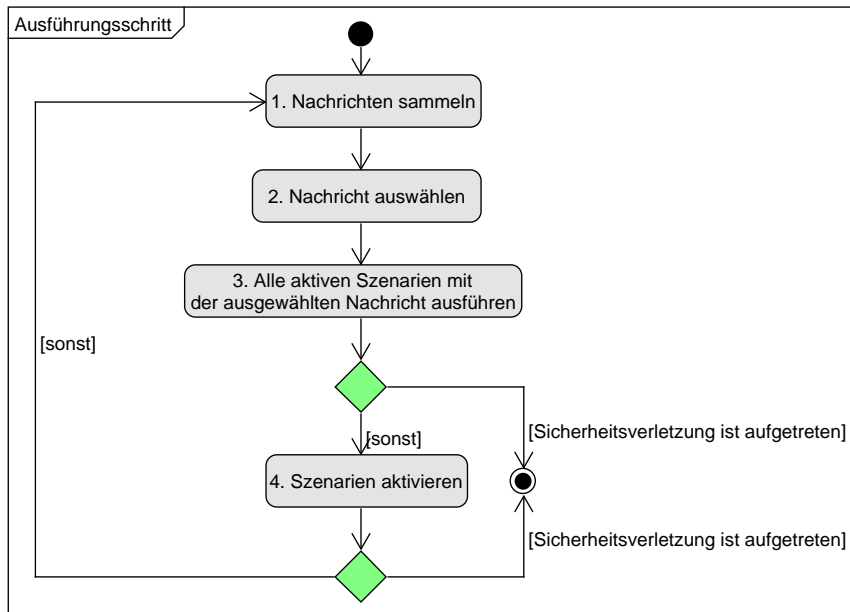 Ausführungsschritt
1. Nachrichten sammeln
2. Nachricht auswählen
3. Alle aktiven Szenarien mit
der ausgewählten Nachricht ausführen
[sonst]
[Sicherheitsverletzung ist aufgetreten]
[sonst]
4. Szenarien aktivieren
[Sicherheitsverletzung ist aufgetreten]